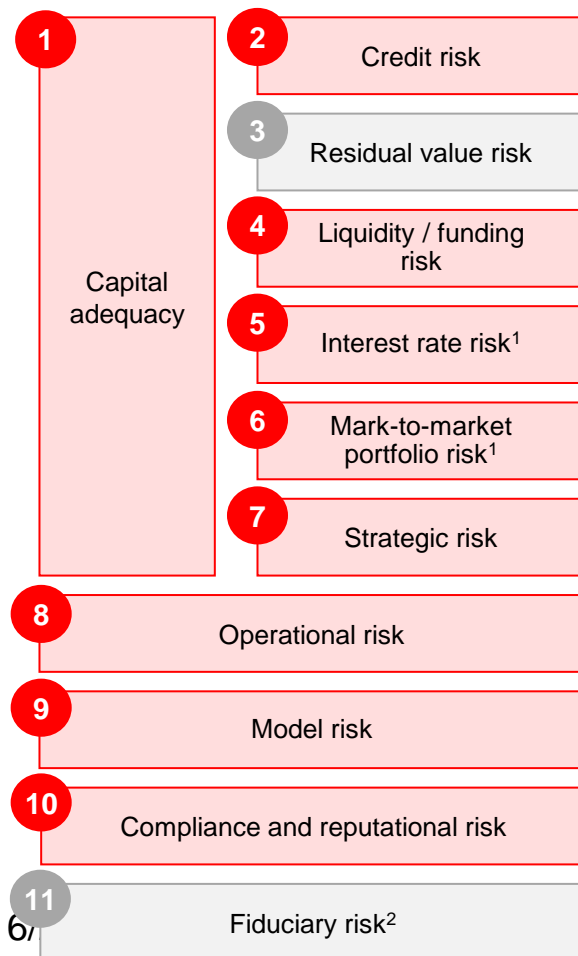 1
Capital
adequacy
2
Credit risk
3
Residual value risk
4
Liquidity / funding
risk
5
Interest rate risk¹
6
Mark-to-market
portfolio risk¹
7
Strategic risk
8
Operational risk
9
Model risk
10
Compliance and reputational risk
11
Fiduciary risk²
6/